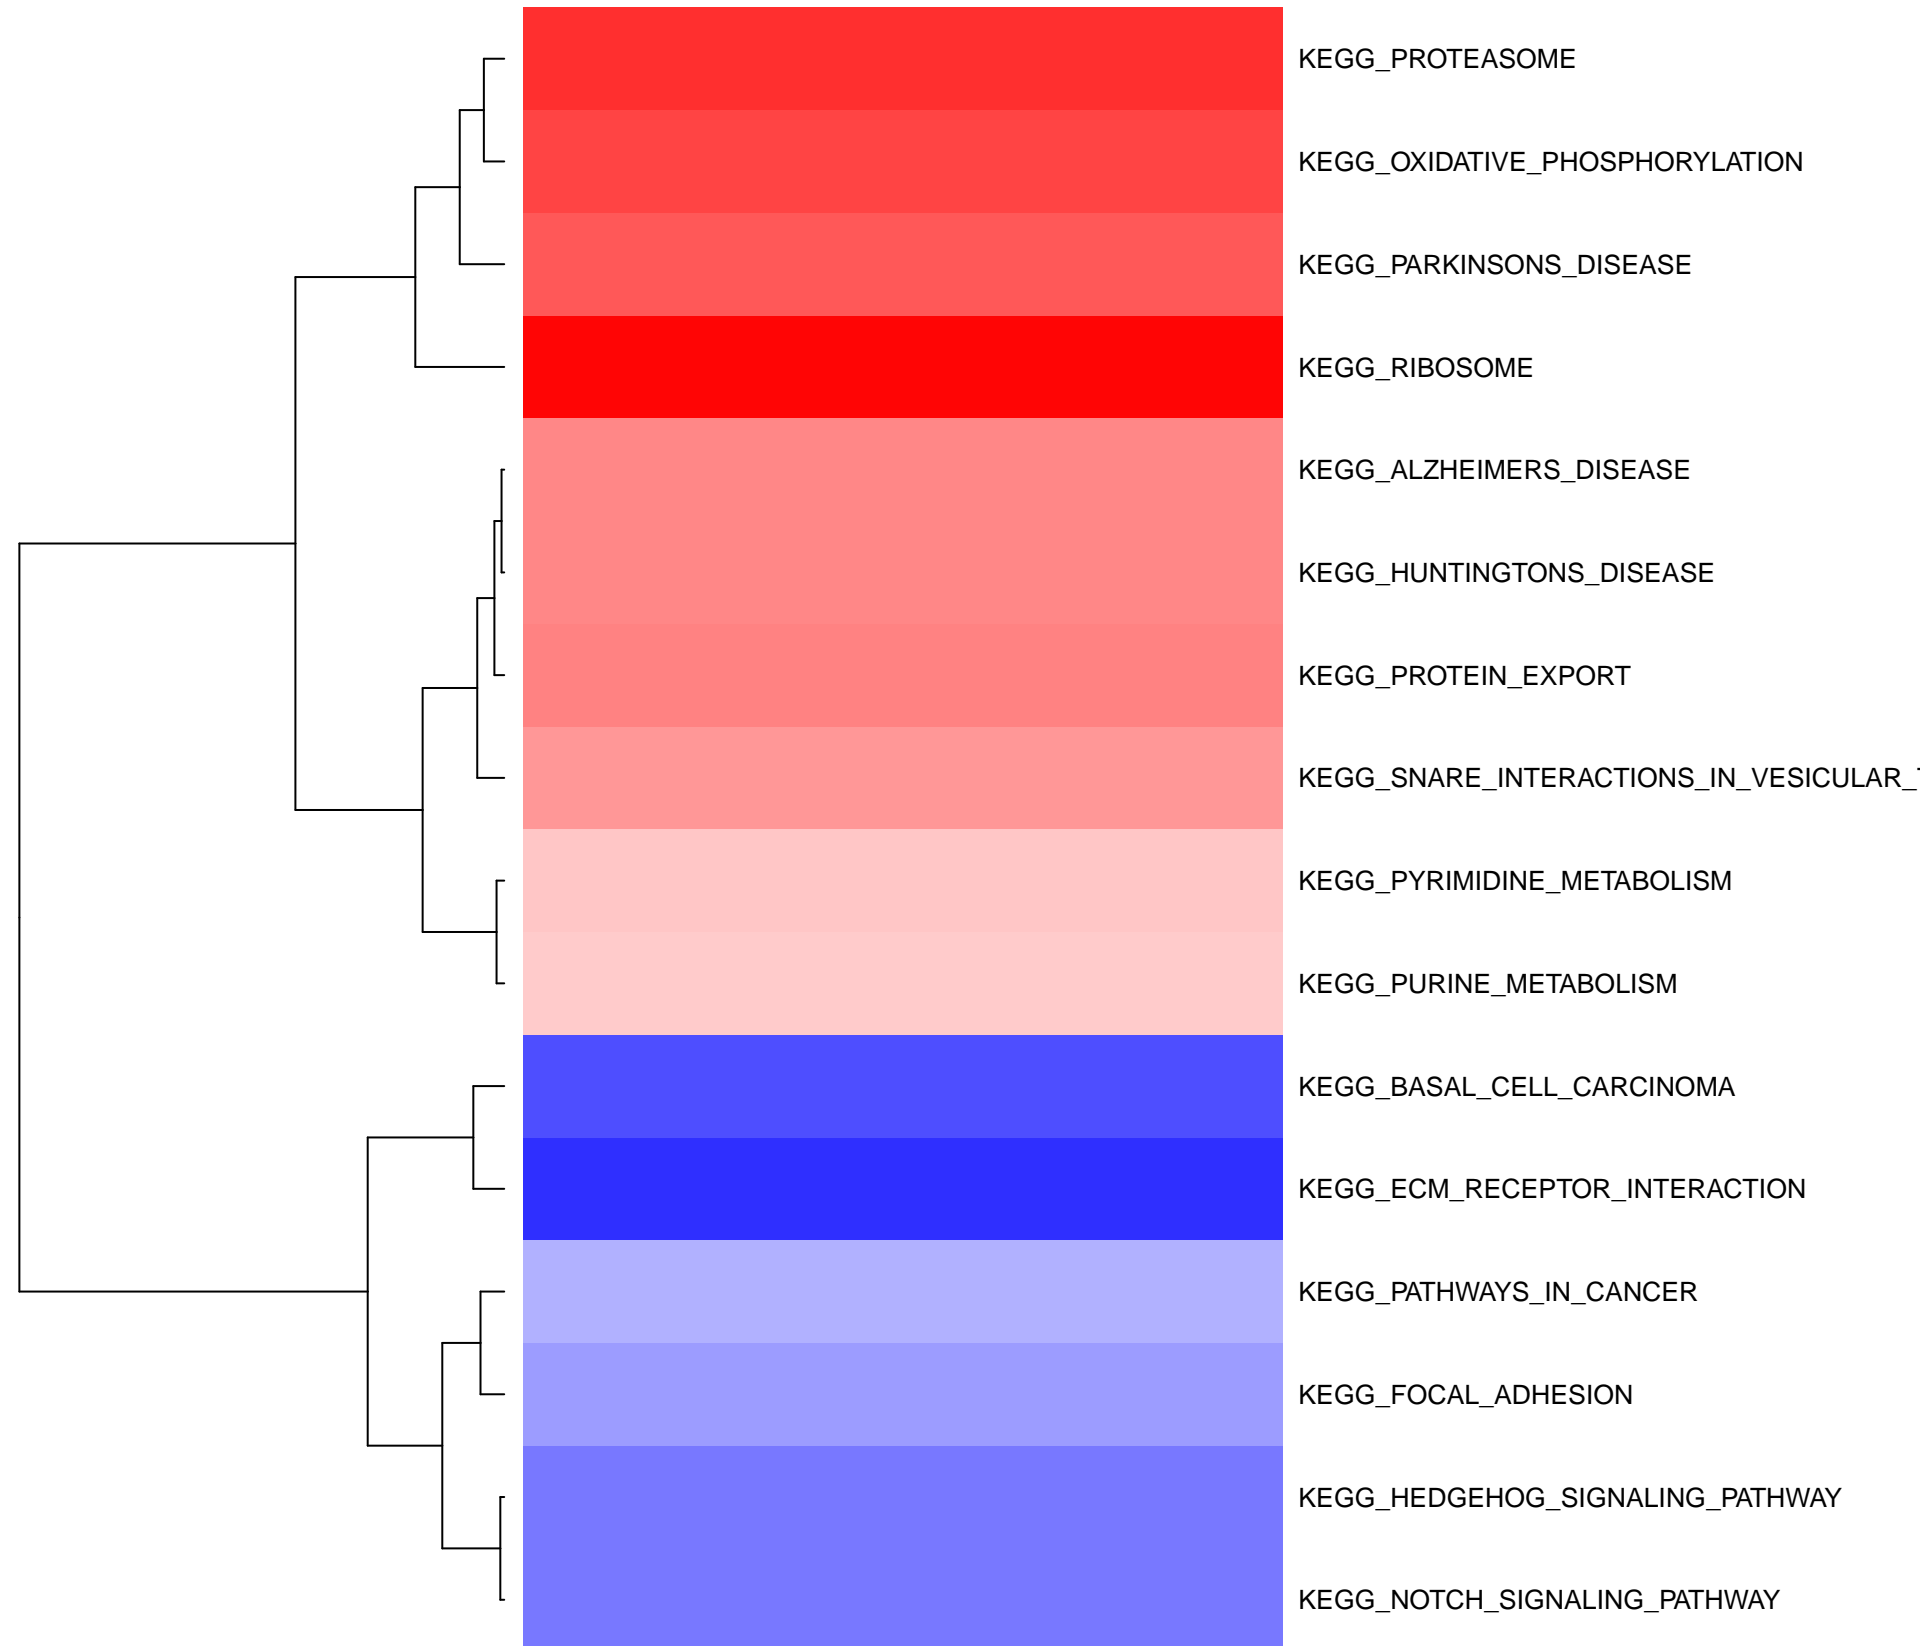 KEGG_PROTEASOME
KEGG_OXIDATIVE_PHOSPHORYLATION
KEGG_PARKINSONS_DISEASE
KEGG_RIBOSOME
KEGG_ALZHEIMERS_DISEASE
KEGG_HUNTINGTONS_DISEASE
KEGG_PROTEIN_EXPORT
KEGG_SNARE_INTERACTIONS_IN_VESICULAR_
KEGG_PYRIMIDINE_METABOLISM
KEGG_PURINE_METABOLISM
KEGG_BASAL_CELL_CARCINOMA
KEGG_ECM_RECEPTOR_INTERACTION
KEGG_PATHWAYS_IN_CANCER
KEGG_FOCAL_ADHESION
KEGG_HEDGEHOG_SIGNALING_PATHWAY
KEGG_NOTCH_SIGNALING_PATHWAY